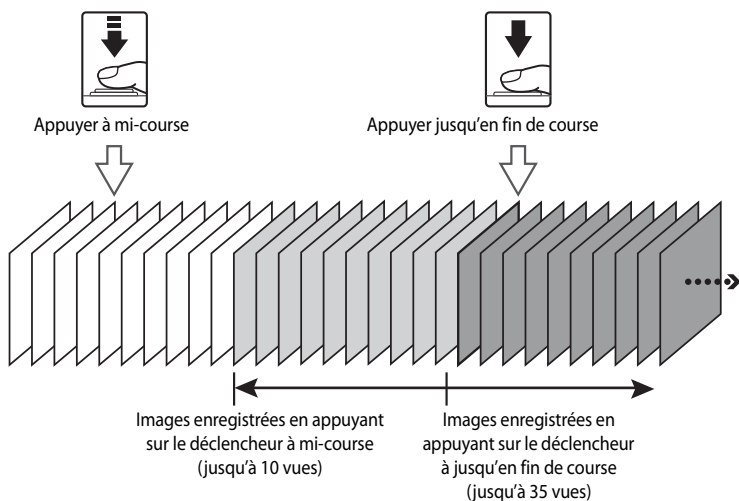 Appuyer à mi-course
Appuyer jusqu'en fin de course
Images enregistrées en appuyant
sur le déclencheur à mi-course
(jusqu'à 10 vues)
Images enregistrées en
appuyant sur le déclencheur
à jusqu'en fin de course
(jusqu'à 35 vues)